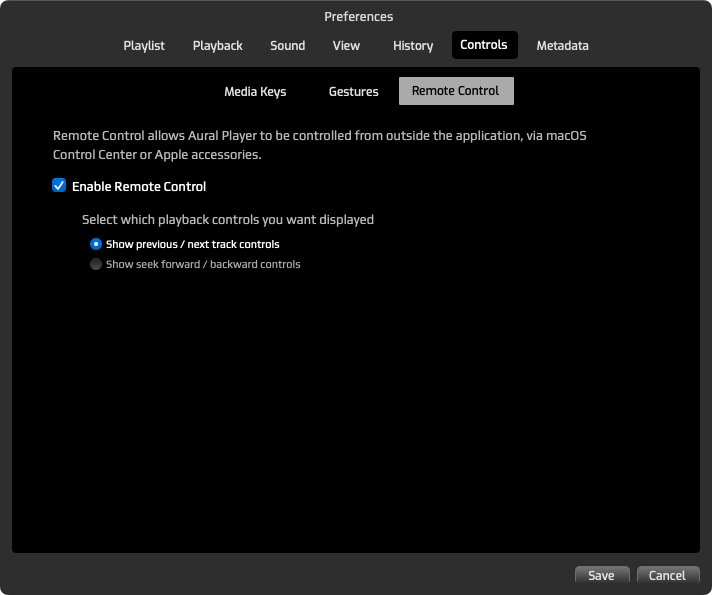 Preferences
Playlist Playback Sound View History Controls Metadata
Media Keys Gestures Remote Control
Remote Control allows Aural Player to be controlled from outside the application, via macOS
Control Center or Apple accessories.
Enable Remote Control
Select which playback controls you want displayed
Show previous / next track controls
Show seek forward / backward controls
Save Cancel